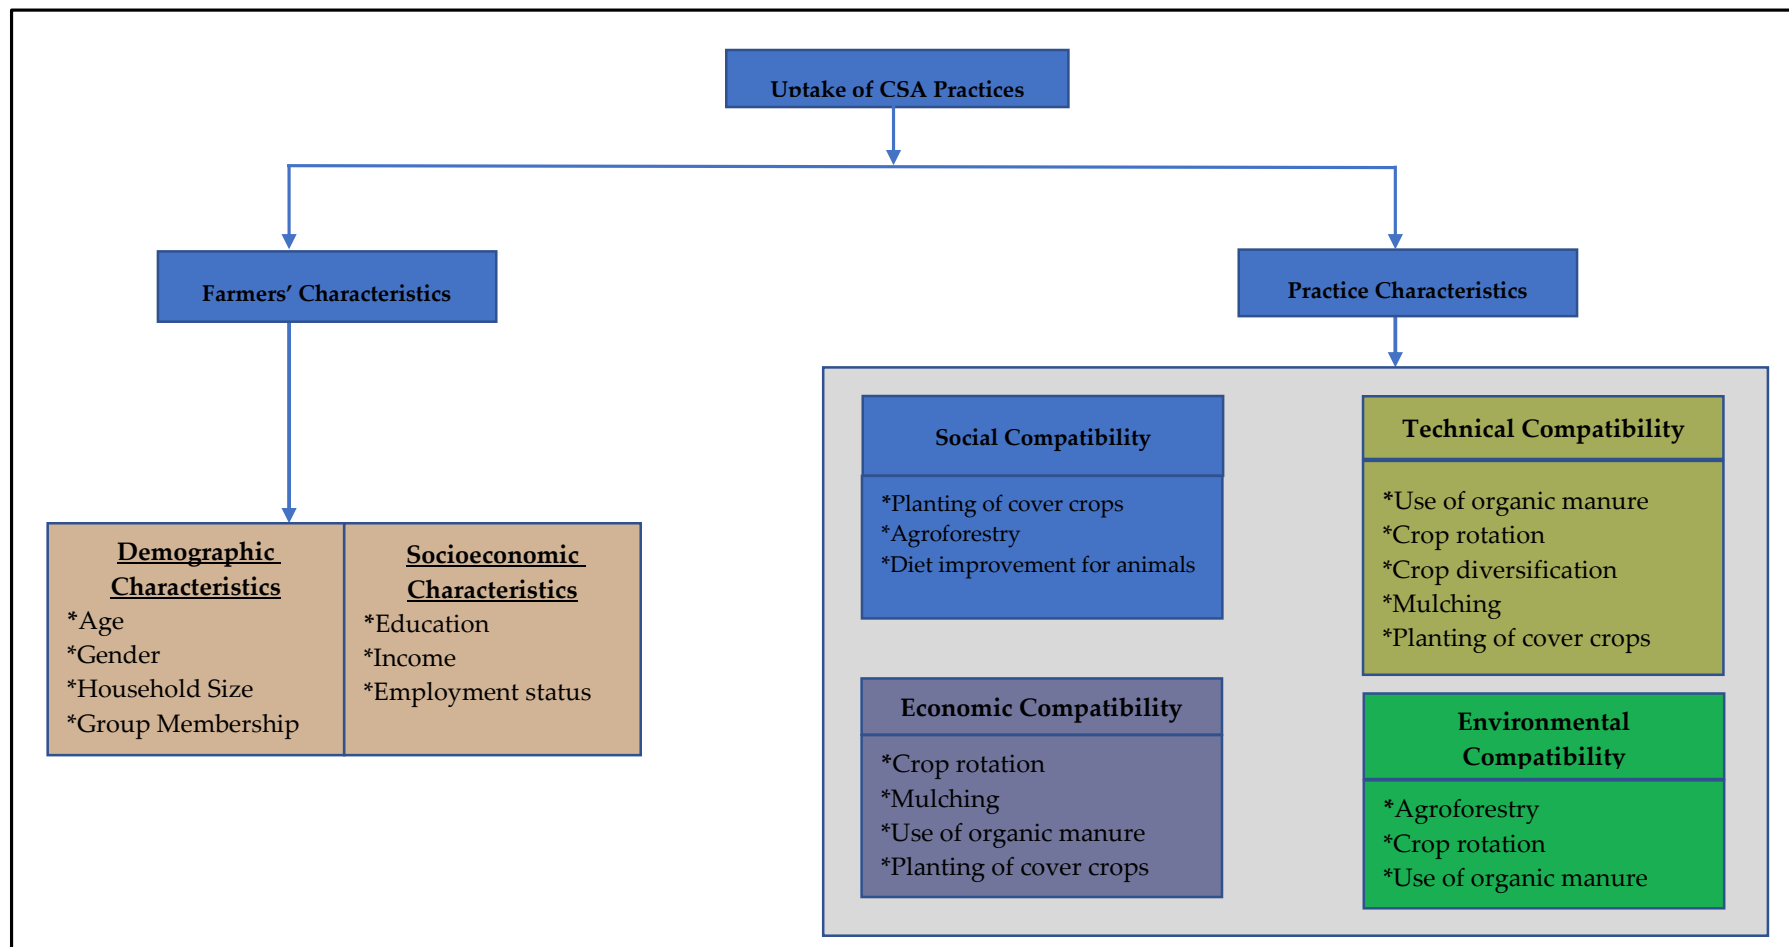 Uptake of CSA Practices
Farmers’ Characteristics
Practice Characteristics
Demographic
Characteristics
*Age
*Gender
*Household Size
*Group Membership
Socioeconomic
Characteristics
*Education
*Income
*Employment status
Social Compatibility
*Planting of cover crops
*Agroforestry
*Diet improvement for animals
Technical Compatibility
*Use of organic manure
*Crop rotation
*Crop diversification
*Mulching
*Planting of cover crops
Economic Compatibility
*Crop rotation
*Mulching
*Use of organic manure
*Planting of cover crops
Environmental
Compatibility
*Agroforestry
*Crop rotation
*Use of organic manure